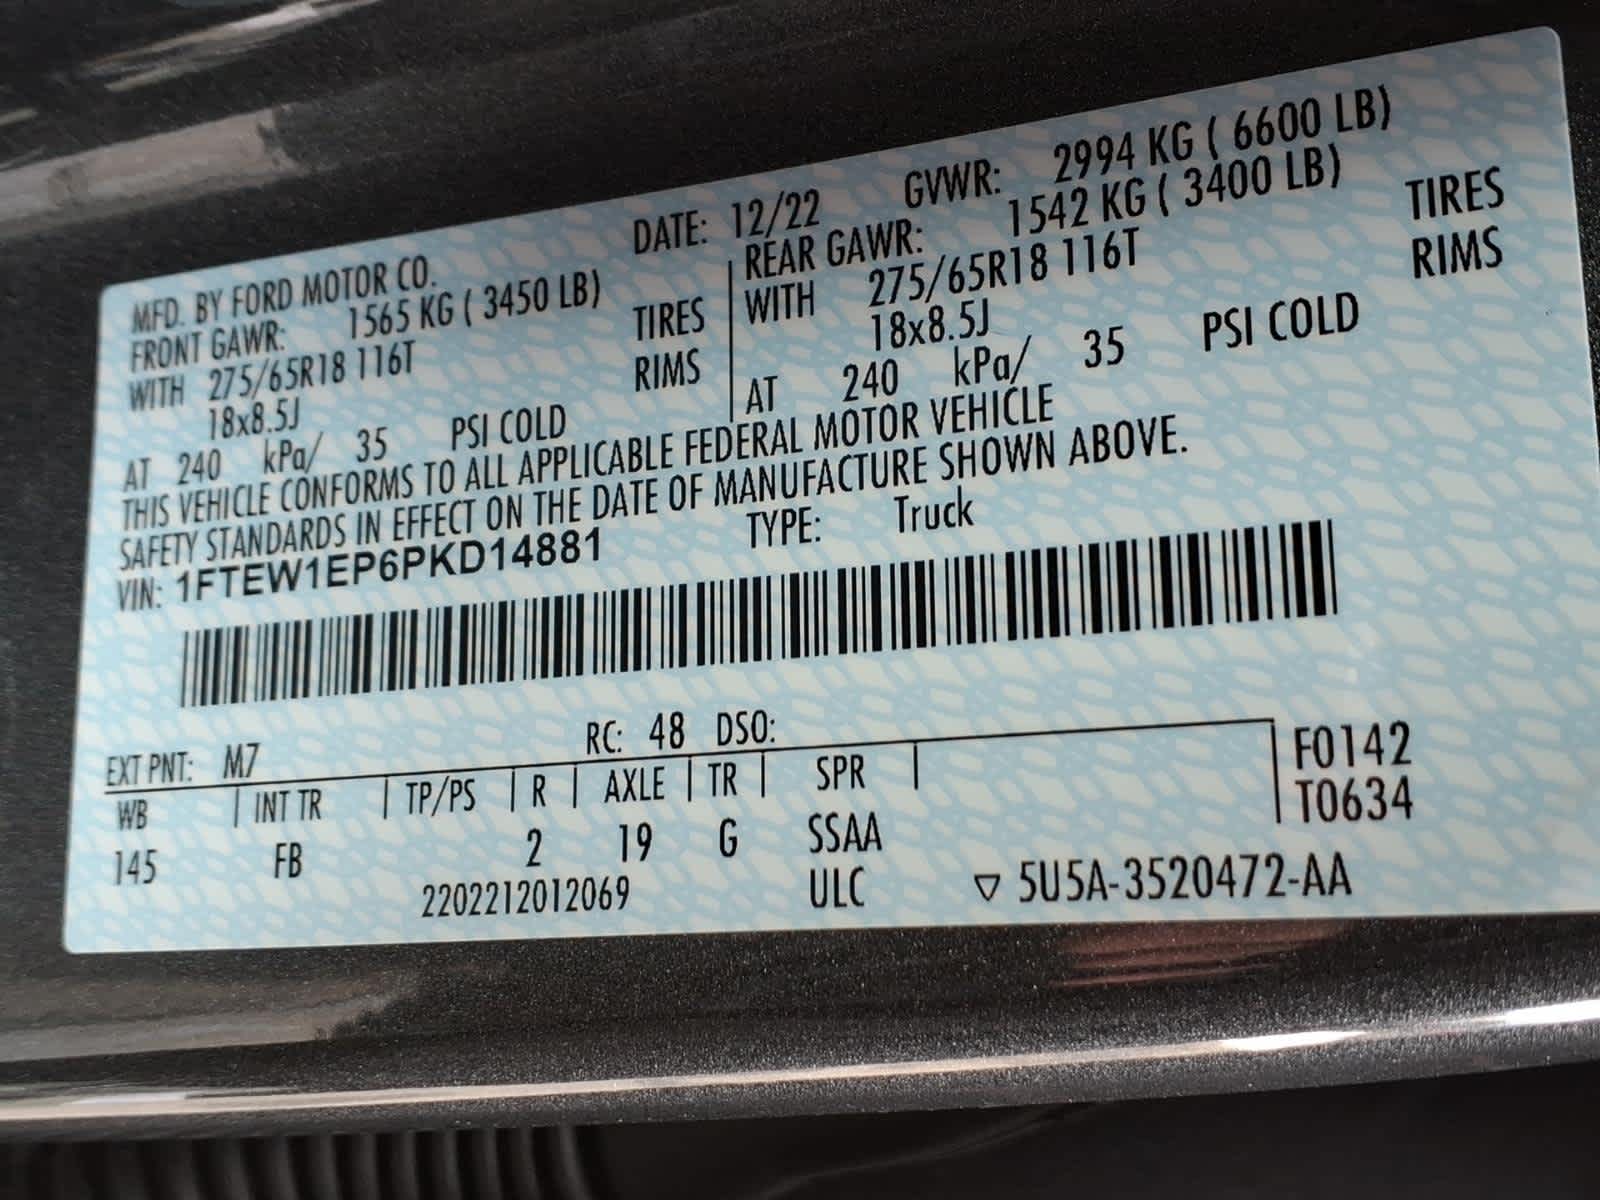 MFD. BY FORD MOTOR CO. DATE: 12/22 GVWR: 2994 KG ( 6600 LB)
FRONT GAWR: 1565 KG ( 3450 LB) REAR GAWR: 1542 KG ( 3400 LB)
WITH 275/65R18 116T TIRES WITH 275/65R18 116T TIRES
18x8.5J RIMS 18x8.5J RIMS
AT 240 kPa/ 35 PSI COLD AT 240 kPa/ 35 PSI COLD
THIS VEHICLE CONFORMS TO ALL APPLICABLE FEDERAL MOTOR VEHICLE
SAFETY STANDARDS IN EFFECT ON THE DATE OF MANUFACTURE SHOWN ABOVE.
VIN: 1FTEW1EP6PKD14881 TYPE: Truck
EXT PNT: M7 RC: 48 DSO:
WB INT TR TP/PS R AXLE TR SPR F0142
145 FB 2 19 G SSAA T0634
2202212012069 ULC ▽ 5U5A-3520472-AA